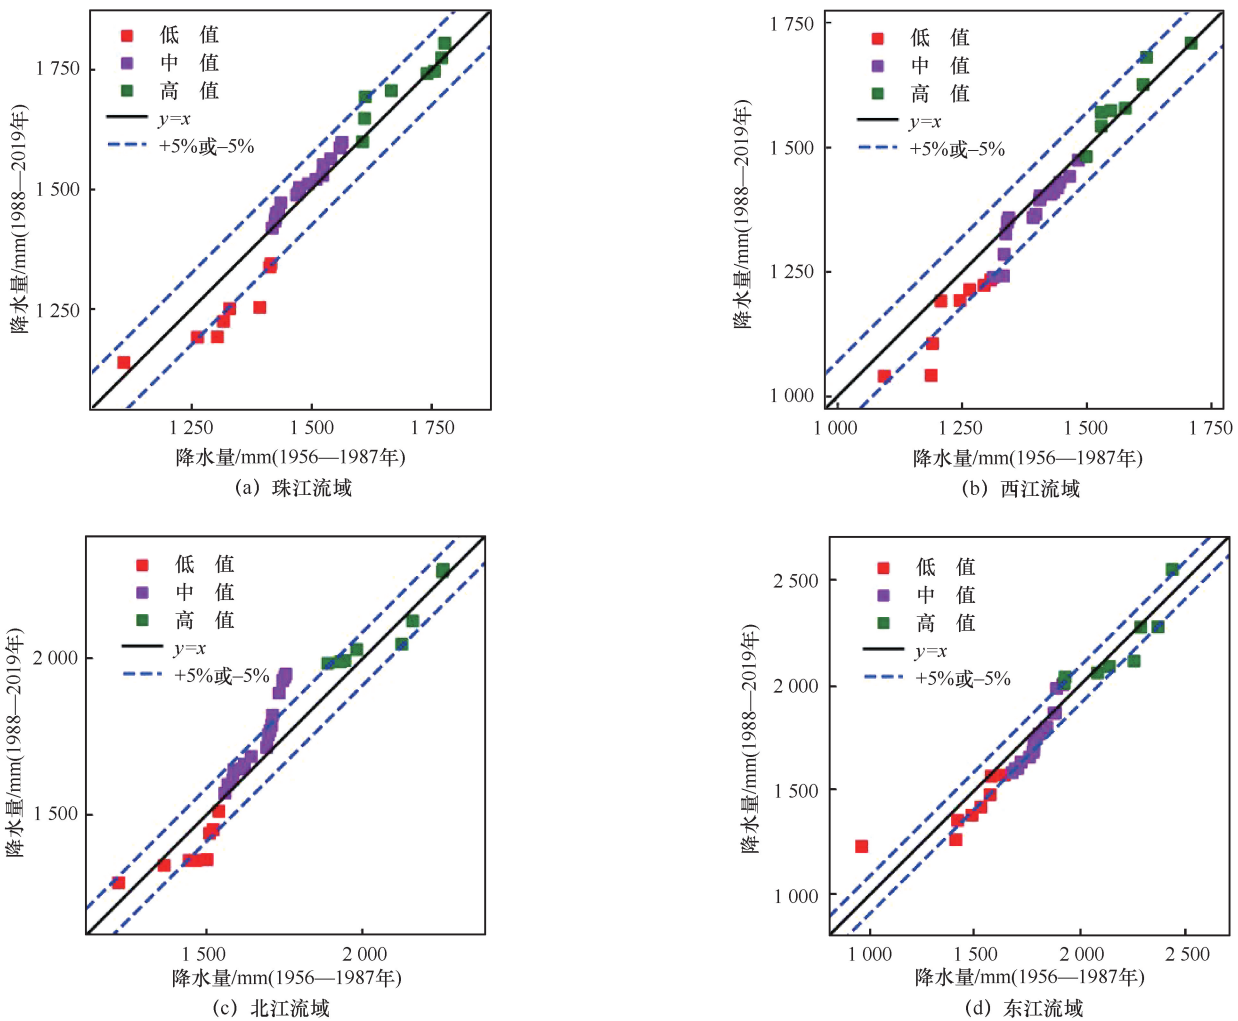 低 值
中 值
高 值
y=x
+5%或–5%
1 750
1 500
1 250
降水量/mm(1988—2019年)
1 250 1 500 1 750
降水量/mm(1956—1987年)
(a) 珠江流域
低 值
中 值
高 值
y=x
+5%或–5%
1 750
1 500
1 250
1 000
降水量/mm(1988—2019年)
1 000 1 250 1 500 1 750
降水量/mm(1956—1987年)
(b) 西江流域
低 值
中 值
高 值
y=x
+5%或–5%
2 000
1 500
降水量/mm(1988—2019年)
1 500 2 000
降水量/mm(1956—1987年)
(c) 北江流域
低 值
中 值
高 值
y=x
+5%或–5%
2 500
2 000
1 500
1 000
降水量/mm(1988—2019年)
1 000 1 500 2 000 2 500
降水量/mm(1956—1987年)
(d) 东江流域